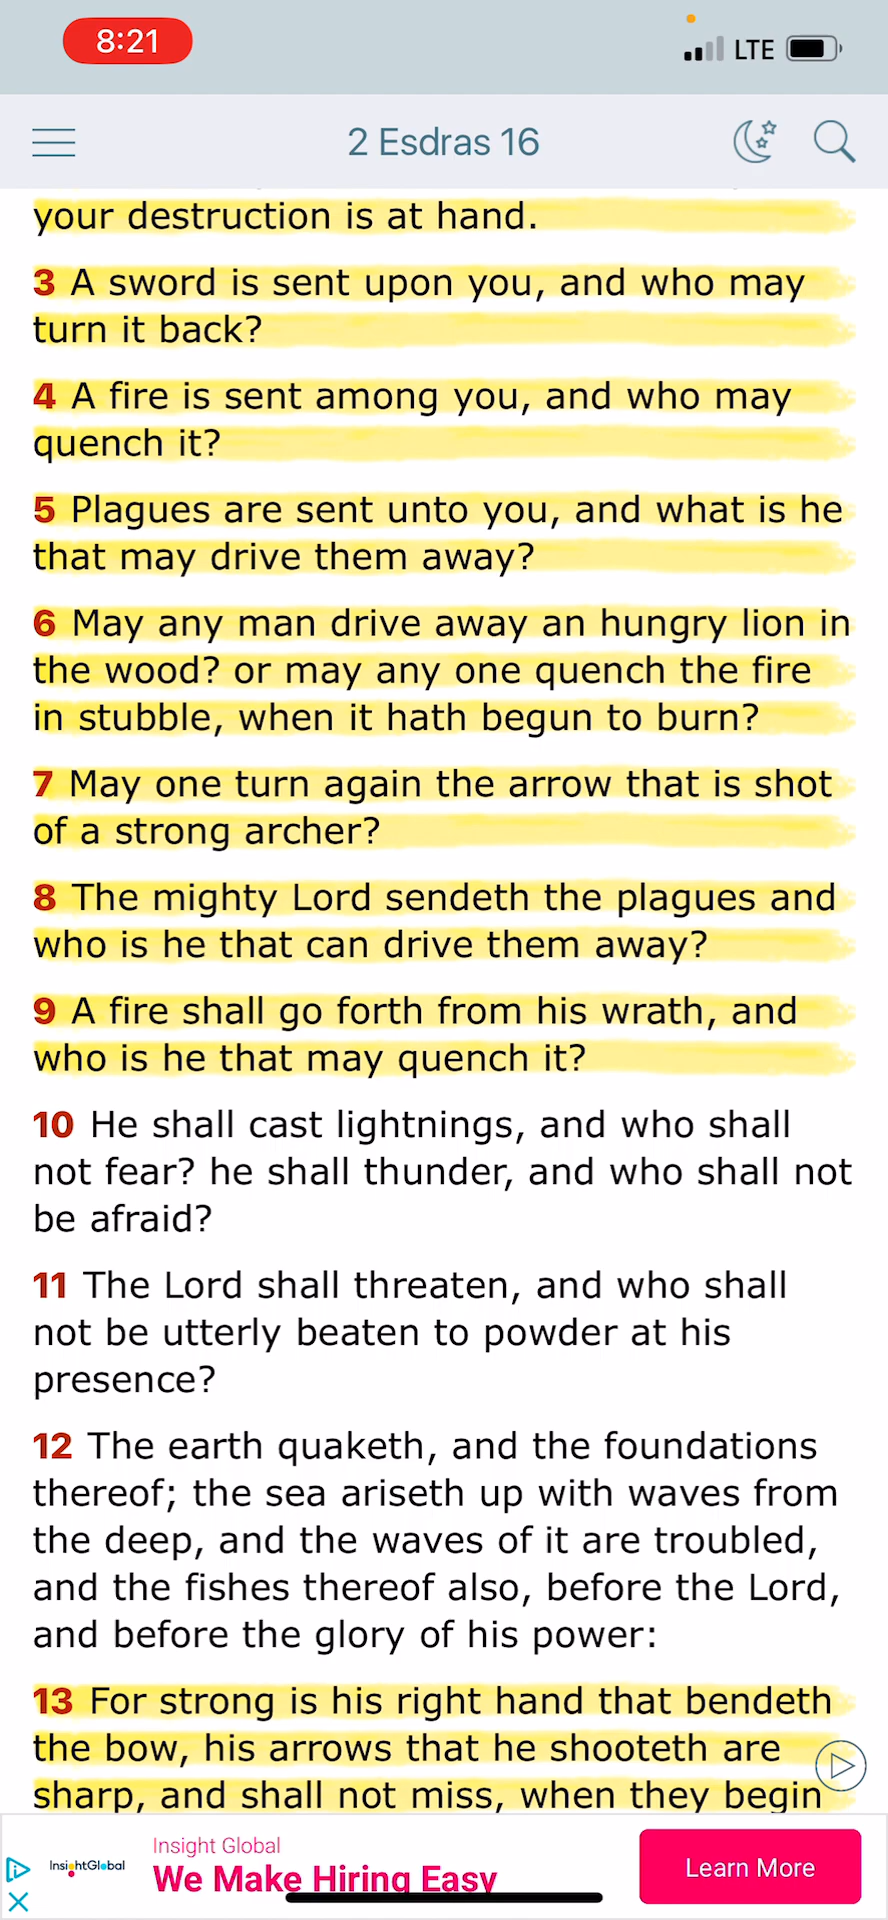 8:21
LTE
2 Esdras 16
your destruction is at hand.
3 A sword is sent upon you, and who may
turn it back?
4 A fire is sent among you, and who may
quench it?
5 Plagues are sent unto you, and what is he
that may drive them away?
6 May any man drive away an hungry lion in
the wood? or may any one quench the fire
in stubble, when it hath begun to burn?
7 May one turn again the arrow that is shot
of a strong archer?
8 The mighty Lord sendeth the plagues and
who is he that can drive them away?
9 A fire shall go forth from his wrath, and
who is he that may quench it?
10 He shall cast lightnings, and who shall
not fear? he shall thunder, and who shall not
be afraid?
11 The Lord shall threaten, and who shall
not be utterly beaten to powder at his
presence?
12 The earth quaketh, and the foundations
thereof; the sea ariseth up with waves from
the deep, and the waves of it are troubled,
and the fishes thereof also, before the Lord,
and before the glory of his power:
13 For strong is his right hand that bendeth
the bow, his arrows that he shooteth are
sharp, and shall not miss, when they begin
Insight Global
InsightGlobal
We Make Hiring Easy
Learn More